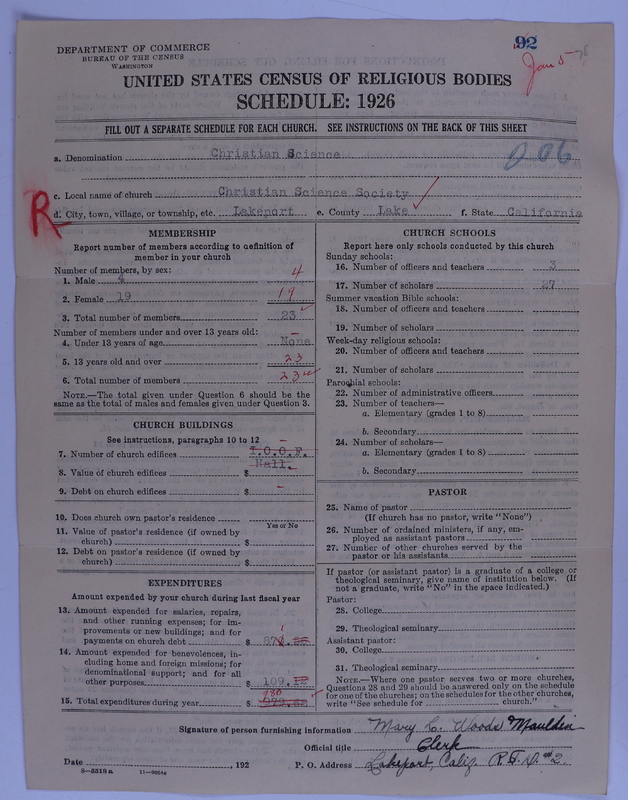 DEPARTMENT OF COMMERCE
BUREAU OF THE CENSUS
WASHINGTON
92
Jan 5
UNITED STATES CENSUS OF RELIGIOUS BODIES
SCHEDULE: 1926
FILL OUT A SEPARATE SCHEDULE FOR EACH CHURCH. SEE INSTRUCTIONS ON THE BACK OF THIS SHEET
a. Denomination Christian Science
006
c. Local name of church Christian Science Society
R
d. City, town, village, or township, etc. Lakeport e. County Lake f. State California
MEMBERSHIP
Report number of members according to definition of
member in your church
Number of members, by sex:
1. Male 4 4
2. Female 19 19
3. Total number of members 23
Number of members under and over 13 years old:
4. Under 13 years of age None
5. 13 years old and over 23
6. Total number of members 23
NOTE.—The total given under Question 6 should be
same as the total of males and females given under Question 3.
CHURCH BUILDINGS
See instructions, paragraphs 10 to 12
7. Number of church edifices I.O.O.F.
8. Value of church edifices $ Hall.
9. Debt on church edifices $ -
10. Does church own pastor's residence
Yes or No
11. Value of pastor's residence (if owned by
church) $
12. Debt on pastor's residence (if owned by
church) $
EXPENDITURES
Amount expended by your church during last fiscal year
13. Amount expended for salaries, repairs,
and other running expenses; for im-
provements or new buildings; and for
payments on church debt $
14. Amount expended for benevolences, in-
cluding home and foreign missions; for
denominational support; and for all
other purposes $ 109.
15. Total expenditures during year $ 980
CHURCH SCHOOLS
Report here only schools conducted by this church
Sunday schools:
16. Number of officers and teachers 3
17. Number of scholars 27
Summer vacation Bible schools:
18. Number of officers and teachers
19. Number of scholars
Week-day religious schools:
20. Number of officers and teachers
21. Number of scholars
Parochial schools:
22. Number of administrative officers
23. Number of teachers—
a. Elementary (grades 1 to 8)
b. Secondary
24. Number of scholars—
a. Elementary (grades 1 to 8)
b. Secondary
PASTOR
25. Name of pastor
(If church has no pastor, write "None")
26. Number of ordained ministers, if any, em-
ployed as assistant pastors
27. Number of other churches served by the
pastor or his assistants
If pastor (or assistant pastor) is a graduate of a college or
theological seminary, give name of institution below. (If
not a graduate, write "No" in the space indicated.)
Pastor:
28. College
29. Theological seminary
Assistant pastor:
30. College
31. Theological seminary
NOTE.—Where one pastor serves two or more churches,
Questions 28 and 29 should be answered only on the schedule
for one of the churches; on the schedules for the other churches,
write "See schedule for church."
Signature of person furnishing information Mary C. Woods Mauldin
Official title Clerk
Date , 192 P. O. Address Lakeport, Calif. R.F.D. #2.
8-5518a 11-9054a